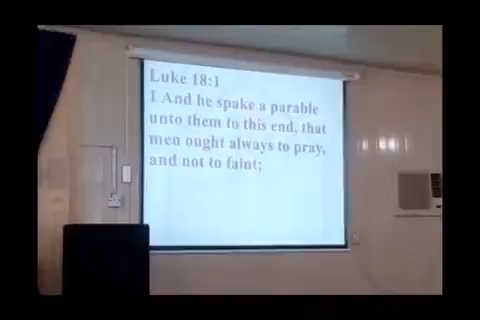 Luke 18:1
1 And he spake a parable
unto them to this end, that
men ought always to pray,
and not to faint;